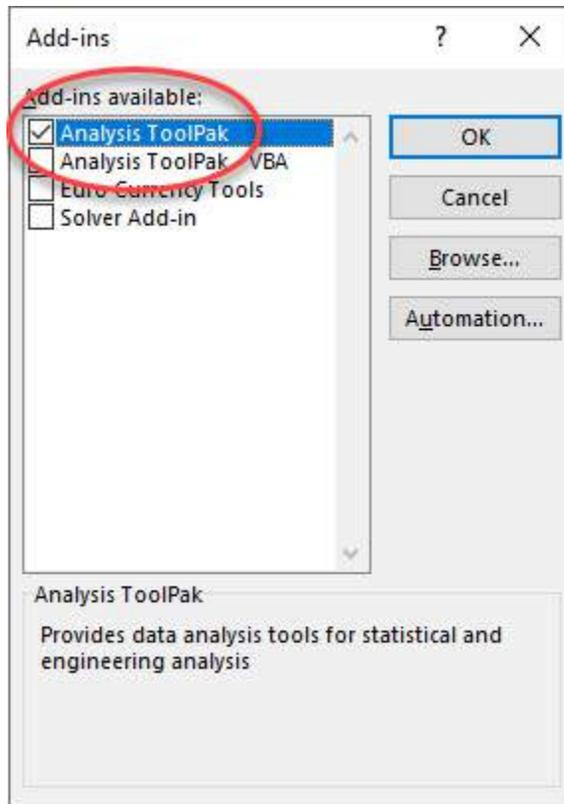 Add-ins ? ×
Add-ins available:
Analysis ToolPak
Analysis ToolPak VBA
Euro Currency Tools
Solver Add-in
OK
Cancel
Browse...
Automation...
Analysis ToolPak
Provides data analysis tools for statistical and
engineering analysis